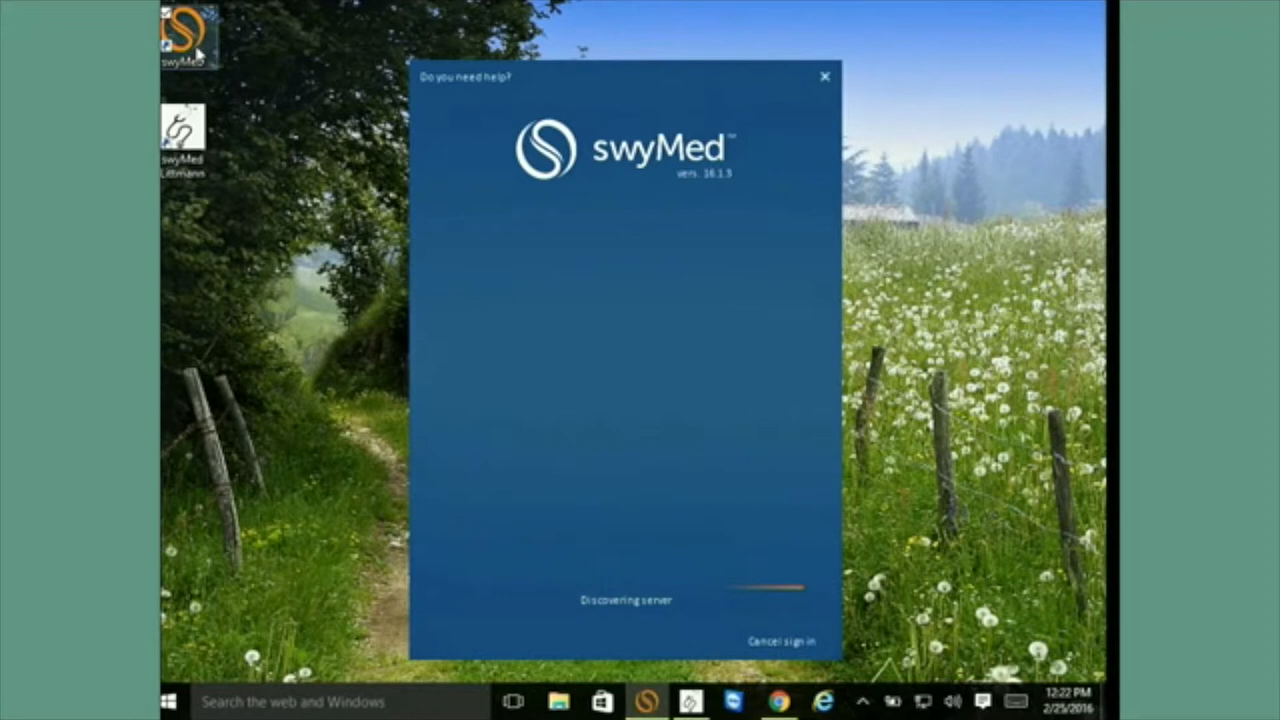 swyMed
swyMed
Littmann
Do you need help?
swyMed™
vers. 16.1.3
Discovering server
Cancel sign in
Search the web and Windows
12:22 PM
2/25/2016